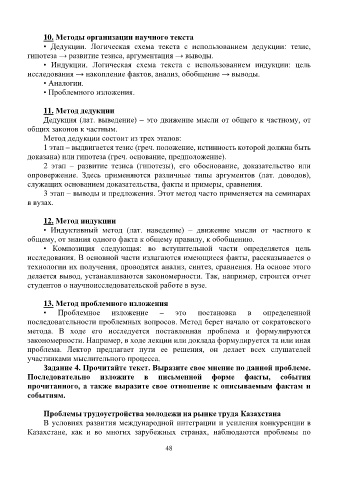 10. Методы организации научного текста
• Дедукции. Логическая схема текста с использованием дедукции: тезис,
гипотеза → развитие тезиса, аргументация → выводы.
• Индукции. Логическая схема текста с использованием индукции: цель
исследования → накопление фактов, анализ, обобщение → выводы.
• Аналогии.
• Проблемного изложения.
11. Метод дедукции
Дедукция (лат. выведение) – это движение мысли от общего к частному, от
общих законов к частным.
Метод дедукции состоит из трех этапов:
1 этап – выдвигается тезис (греч. положение, истинность которой должна быть
доказана) или гипотеза (греч. основание, предположение).
2 этап – развитие тезиса (гипотезы), его обоснование, доказательство или
опровержение. Здесь применяются различные типы аргументов (лат. доводов),
служащих основанием доказательства, факты и примеры, сравнения.
3 этап – выводы и предложения. Этот метод часто применяется на семинарах
в вузах.
12. Метод индукции
• Индуктивный метод (лат. наведение) – движение мысли от частного к
общему, от знания одного факта к общему правилу, к обобщению.
• Композиция следующая: во вступительной части определяется цель
исследования. В основной части излагаются имеющиеся факты, рассказывается о
технологии их получения, проводятся анализ, синтез, сравнения. На основе этого
делается вывод, устанавливаются закономерности. Так, например, строится отчет
студентов о научноисследовательской работе в вузе.
13. Метод проблемного изложения
• Проблемное изложение – это постановка в определенной
последовательности проблемных вопросов. Метод берет начало от сократовского
метода. В ходе его исследуется поставленная проблема и формулируются
закономерности. Например, в ходе лекции или доклада формулируется та или иная
проблема. Лектор предлагает пути ее решения, он делает всех слушателей
участниками мыслительного процесса.
Задание 4. Прочитайте текст. Выразите свое мнение по данной проблеме.
Последовательно изложите в письменной форме факты, события
прочитанного, а также выразите свое отношение к описываемым фактам и
событиям.
Проблемы трудоустройства молодежи на рынке труда Казахстана
В условиях развития международной интеграции и усиления конкуренции в
Казахстане, как и во многих зарубежных странах, наблюдаются проблемы по
48